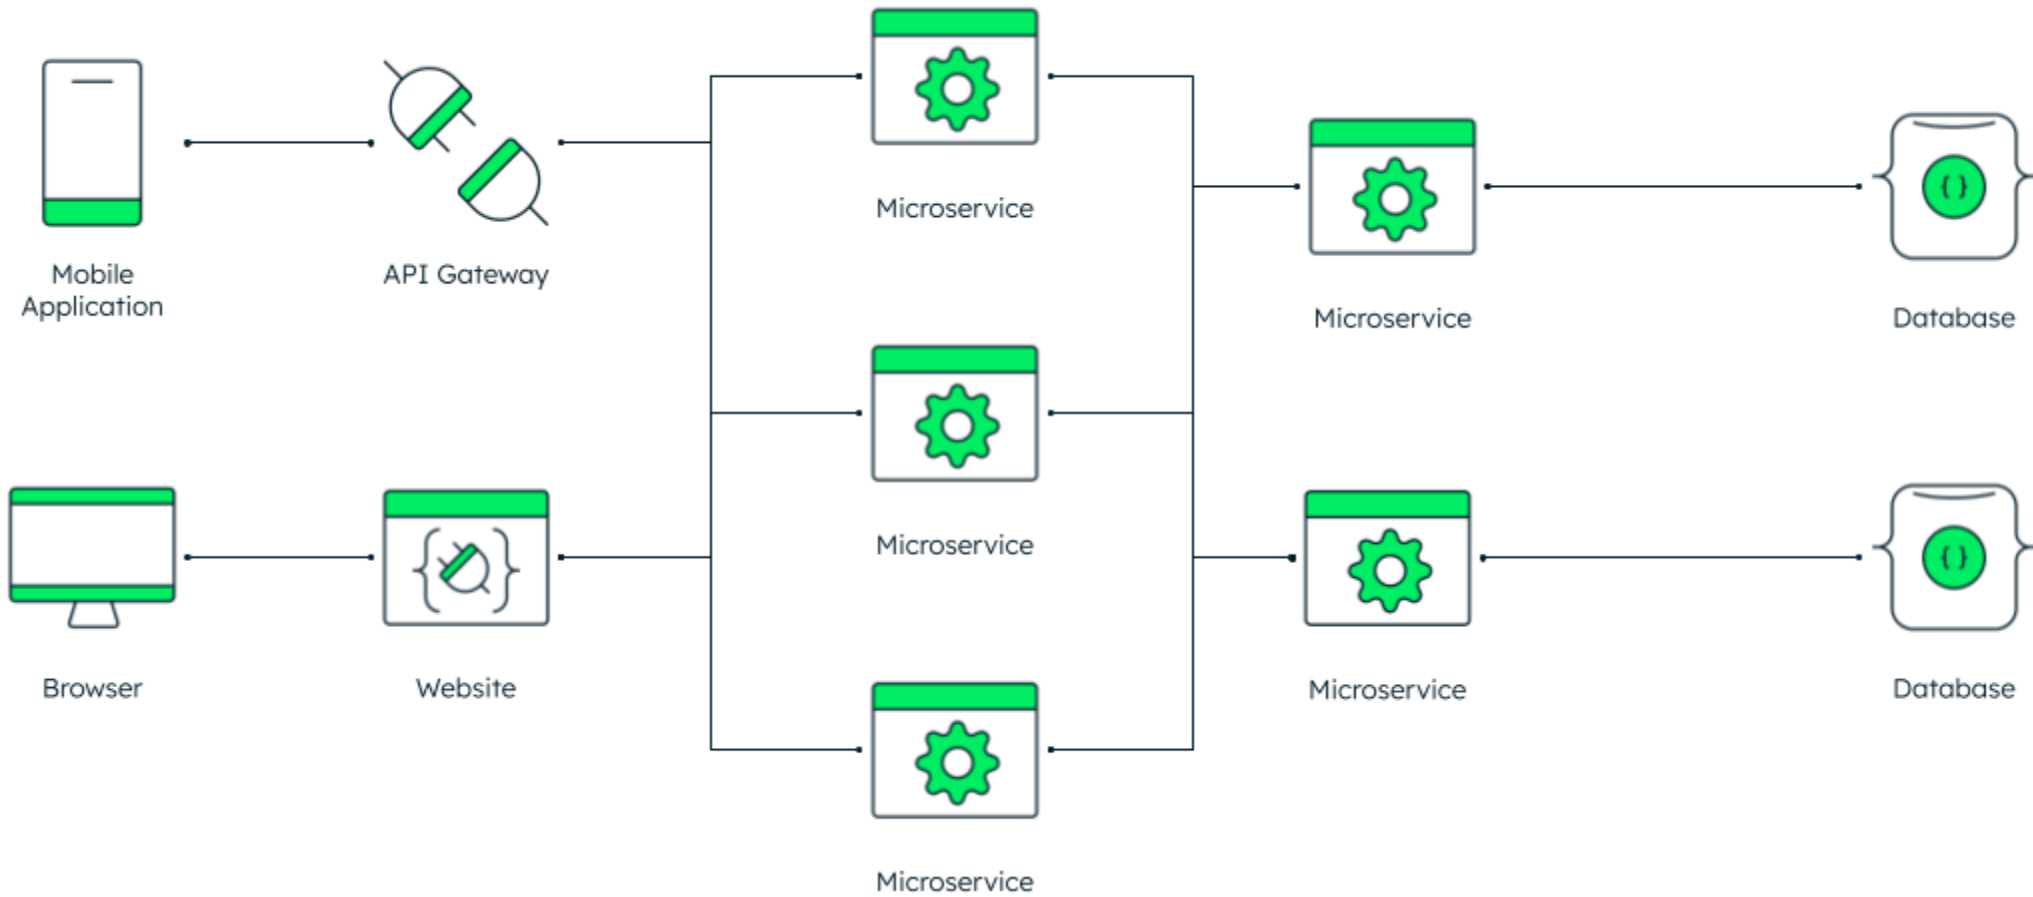 Microservice
Mobile
Application
API Gateway
Microservice
Database
Microservice
Browser
Website
Microservice
Database
Microservice